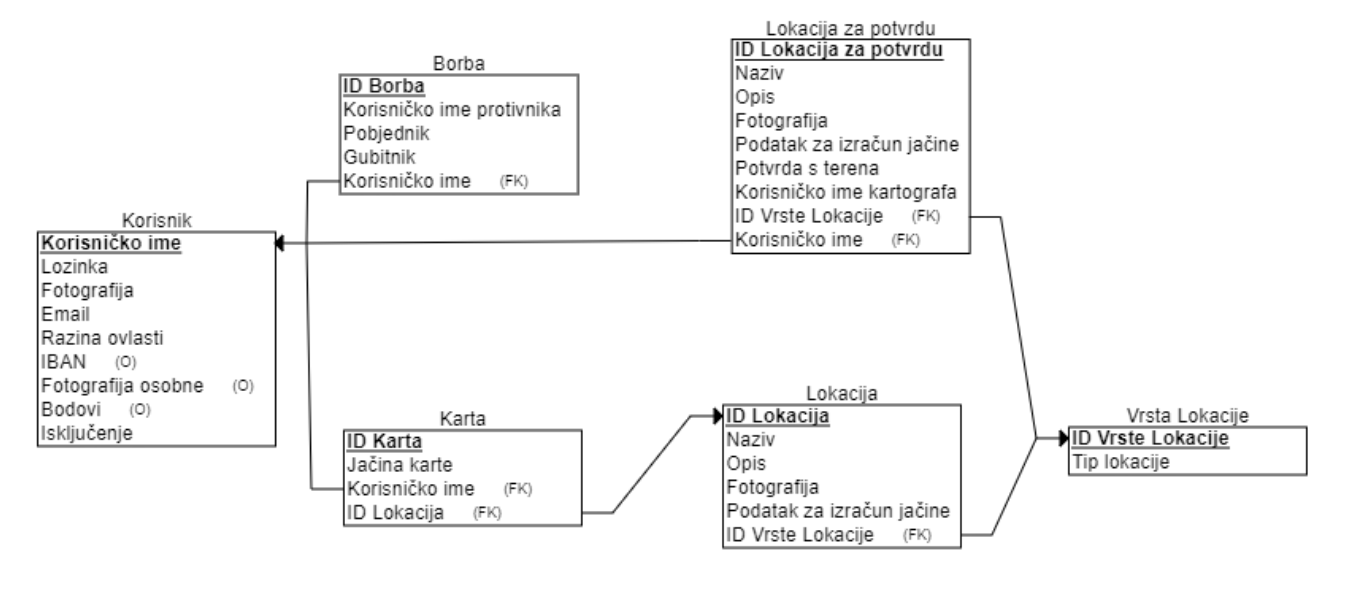 Borba
ID Borba
Korisničko ime protivnika
Pobjednik
Gubitnik
Korisničko ime (FK)
Lokacija za potvrdu
ID Lokacija za potvrdu
Naziv
Opis
Fotografija
Podatak za izračun jačine
Potvrda s terena
Korisničko ime kartografa
ID Vrste Lokacije (FK)
Korisničko ime (FK)
Korisnik
Korisničko ime
Lozinka
Fotografija
Email
Razina ovlasti
IBAN (O)
Fotografija osobne (O)
Bodovi (O)
Isključenje
Karta
ID Karta
Jačina karte
Korisničko ime (FK)
ID Lokacija (FK)
Lokacija
ID Lokacija
Naziv
Opis
Fotografija
Podatak za izračun jačine
ID Vrste Lokacije (FK)
Vrsta Lokacije
ID Vrste Lokacije
Tip lokacije